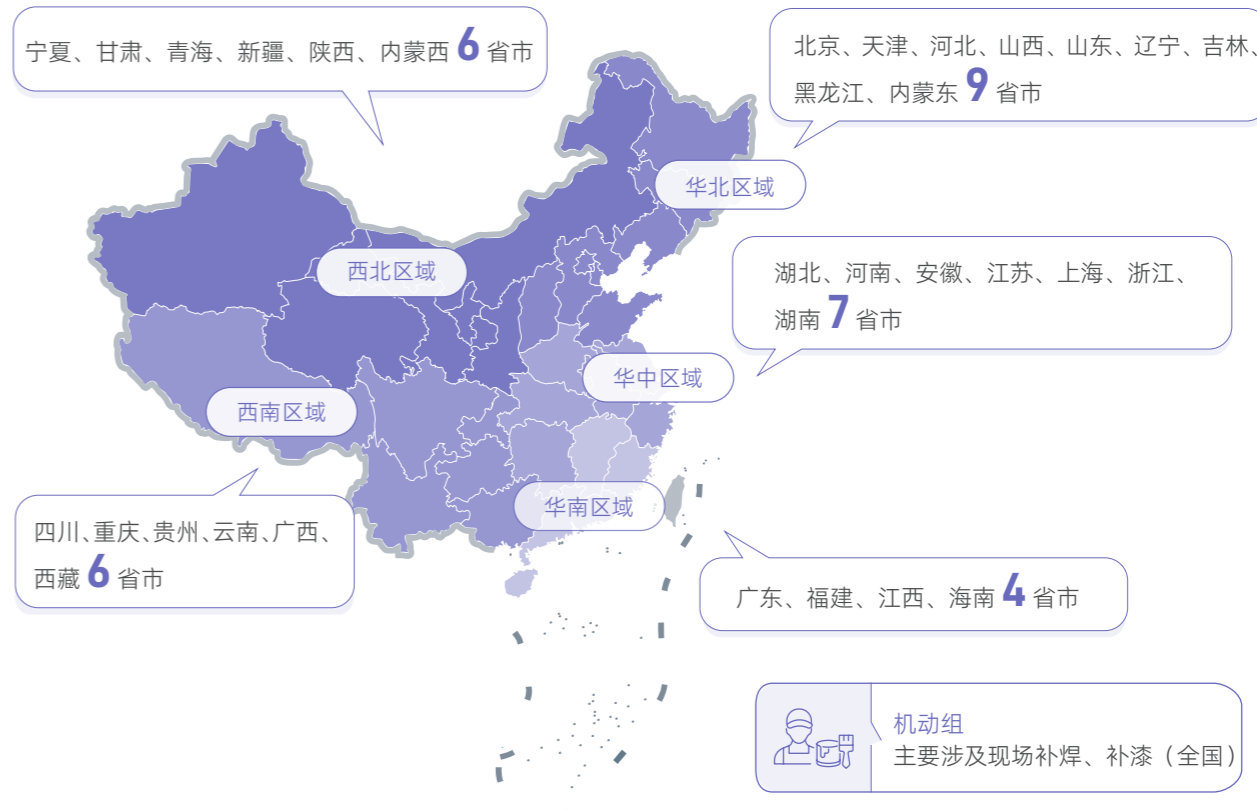 宁夏、甘肃、青海、新疆、陕西、内蒙西 6 省市
北京、天津、河北、山西、山东、辽宁、吉林、
黑龙江、内蒙东 9 省市
华北区域
西北区域
湖北、河南、安徽、江苏、上海、浙江、
湖南 7 省市
华中区域
西南区域
华南区域
四川、重庆、贵州、云南、广西、
西藏 6 省市
广东、福建、江西、海南 4 省市
机动组
主要涉及现场补焊、补漆（全国）